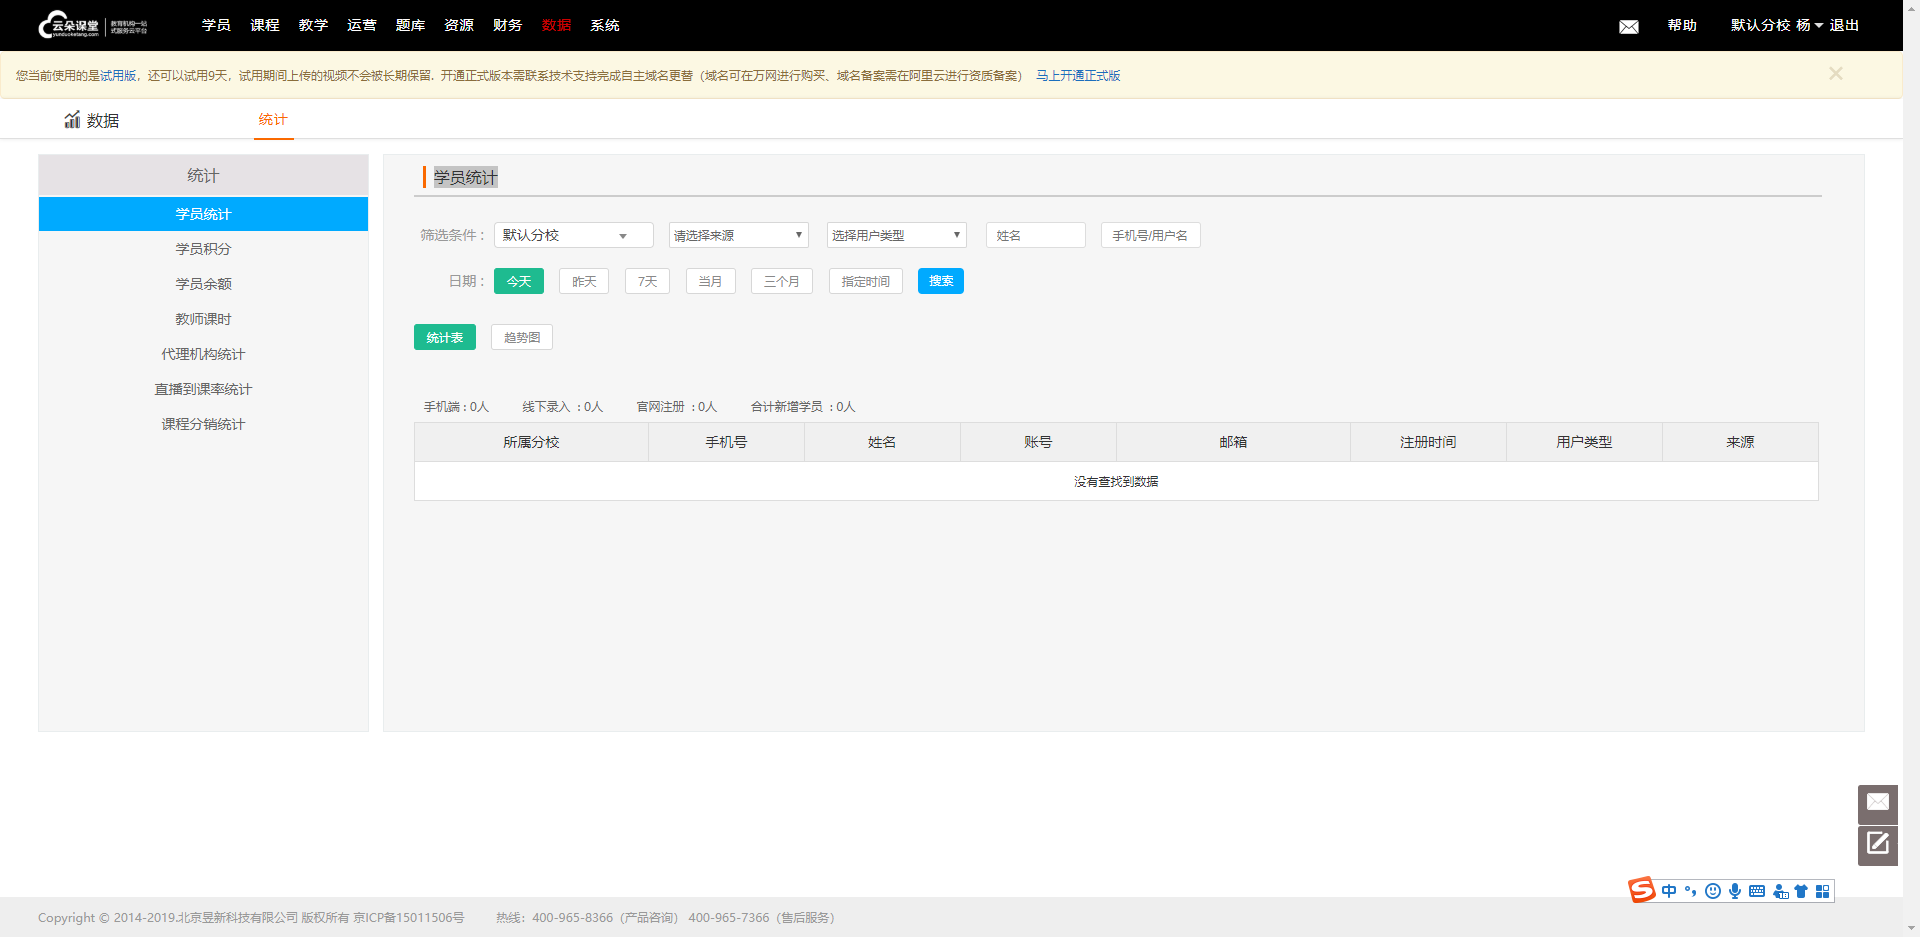 云朵课堂 教育机构一站式服务云平台
yunduoketang.com
学员 课程 教学 运营 题库 资源 财务 数据 系统 帮助 默认分校 杨 退出
您当前使用的是试用版，还可以试用9天，试用期间上传的视频不会被长期保留. 开通正式版本需联系技术支持完成自主域名更替（域名可在万网进行购买、域名备案需在阿里云进行资质备案） 马上开通正式版
数据 统计
统计
学员统计
学员积分
学员余额
教师课时
代理机构统计
直播到课率统计
课程分销统计
学员统计
筛选条件： 默认分校 请选择来源 选择用户类型 姓名 手机号/用户名
日期： 今天 昨天 7天 当月 三个月 指定时间 搜索
统计表 趋势图
手机端：0人 线下录入 ：0人 官网注册 ：0人 合计新增学员 ：0人
所属分校 手机号 姓名 账号 邮箱 注册时间 用户类型 来源
没有查找到数据
中
Copyright © 2014-2019.北京昱新科技有限公司 版权所有 京ICP备15011506号 热线：400-965-8366（产品咨询） 400-965-7366（售后服务）